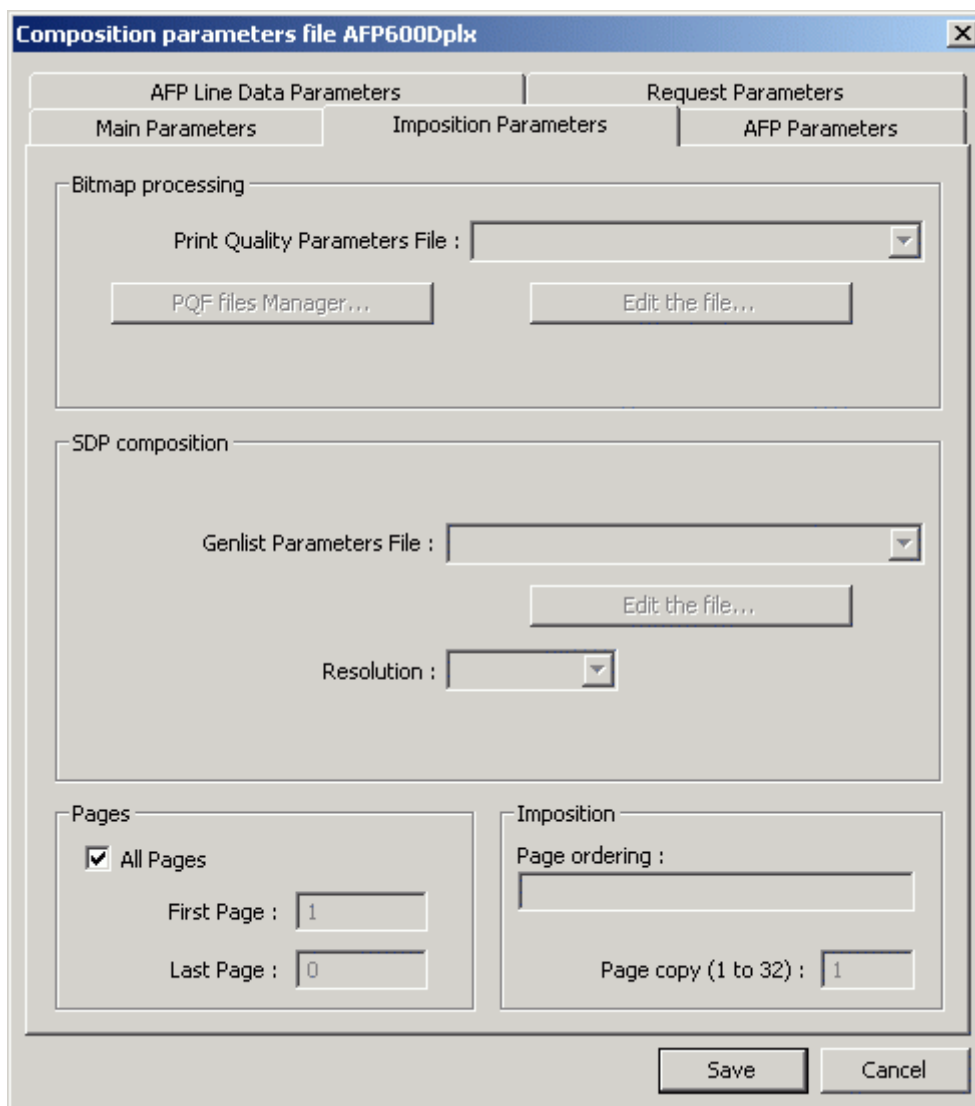 Composition parameters file AFP600Dplx
AFP Line Data Parameters
Request Parameters
Main Parameters
Imposition Parameters
AFP Parameters
Bitmap processing
Print Quality Parameters File :
PQF files Manager...
Edit the file...
SDP composition
Genlist Parameters File :
Edit the file...
Resolution :
Pages
All Pages
First Page : 1
Last Page : 0
Imposition
Page ordering :
Page copy (1 to 32) : 1
Save
Cancel